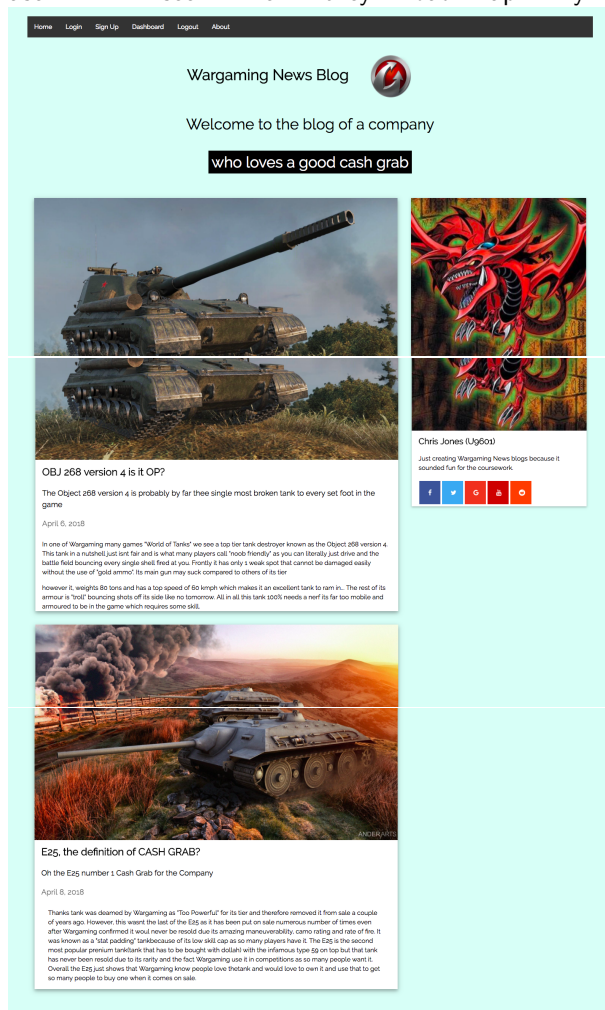 Home Login Sign Up Dashboard Logout About
Wargaming News Blog
Welcome to the blog of a company
who loves a good cash grab
OBJ 268 version 4 is it OP?
The Object 268 version 4 is probably by far thee single most broken tank to every set foot in the
game
April 6, 2018
In one of Wargaming many games "World of Tanks" we see a top tier tank destroyer known as the Object 268 version 4.
This tank in a nutshell just isnt fair and is what many players call "noob friendly" as you can literally just drive and the
battle field bouncing every single shell fired at you. Frontly it has only 1 weak spot that cannot be damaged easily
without the use of "gold ammo". Its main gun may suck compared to others of its tier
however it, weights 80 tons and has a top speed of 60 kmph which makes it an excellent tank to ram in... The rest of its
armour is "troll" bouncing shots off its side like no tomorrow. All in all this tank 100% needs a nerf its far too mobile and
armoured to be in the game which requires some skill.
Chris Jones (U9601)
Just creating Wargaming News blogs because it
sounded fun for the coursework.
ANDERARTS
E25, the definition of CASH GRAB?
Oh the E25 number 1 Cash Grab for the Company
April 8, 2018
Thanks tank was deamed by Wargaming as "Too Powerful" for its tier and therefore removed it from sale a couple
of years ago. However, this wasnt the last of the E25 as it has been put on sale numerous number of times even
after Wargaming confirmed it woul never be resold due its amazing maneuverability, camo rating and rate of fire. It
was known as a "stat padding" tankbecause of its low skill cap as so many players have it. The E25 is the second
most popular prenium tank(tank that has to be bought with dollah) with the infamous type 59 on top but that tank
has never been resold due to its rarity and the fact Wargaming use it in competitions as so many people want it.
Overall the E25 just shows that Wargaming know people love thetank and would love to own it and use that to get
so many people to buy one when it comes on sale.